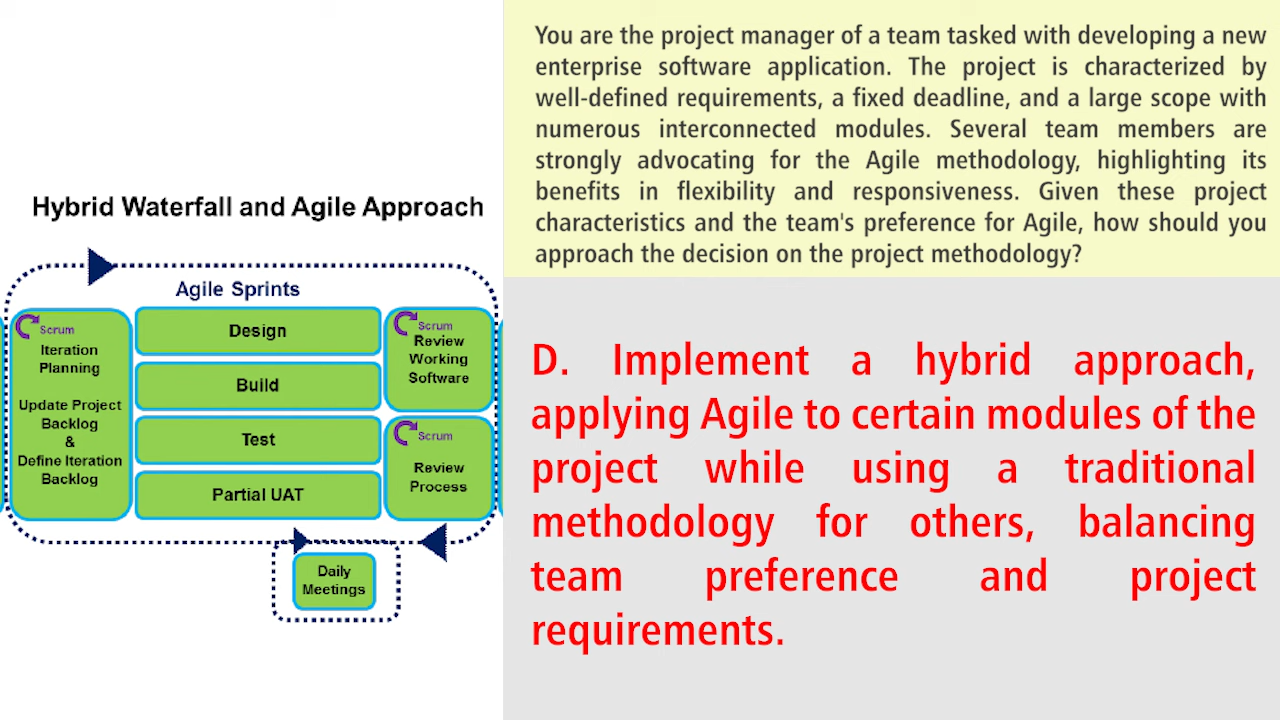 Hybrid Waterfall and Agile Approach
Agile Sprints
Scrum
Iteration
Planning
Update Project
Backlog
&
Define Iteration
Backlog
Design
Build
Test
Partial UAT
Scrum
Review
Working
Software
Scrum
Review
Process
Daily
Meetings
You are the project manager of a team tasked with developing a new
enterprise software application. The project is characterized by
well-defined requirements, a fixed deadline, and a large scope with
numerous interconnected modules. Several team members are
strongly advocating for the Agile methodology, highlighting its
benefits in flexibility and responsiveness. Given these project
characteristics and the team's preference for Agile, how should you
approach the decision on the project methodology?
D. Implement a hybrid approach,
applying Agile to certain modules of the
project while using a traditional
methodology for others, balancing
team preference and project
requirements.